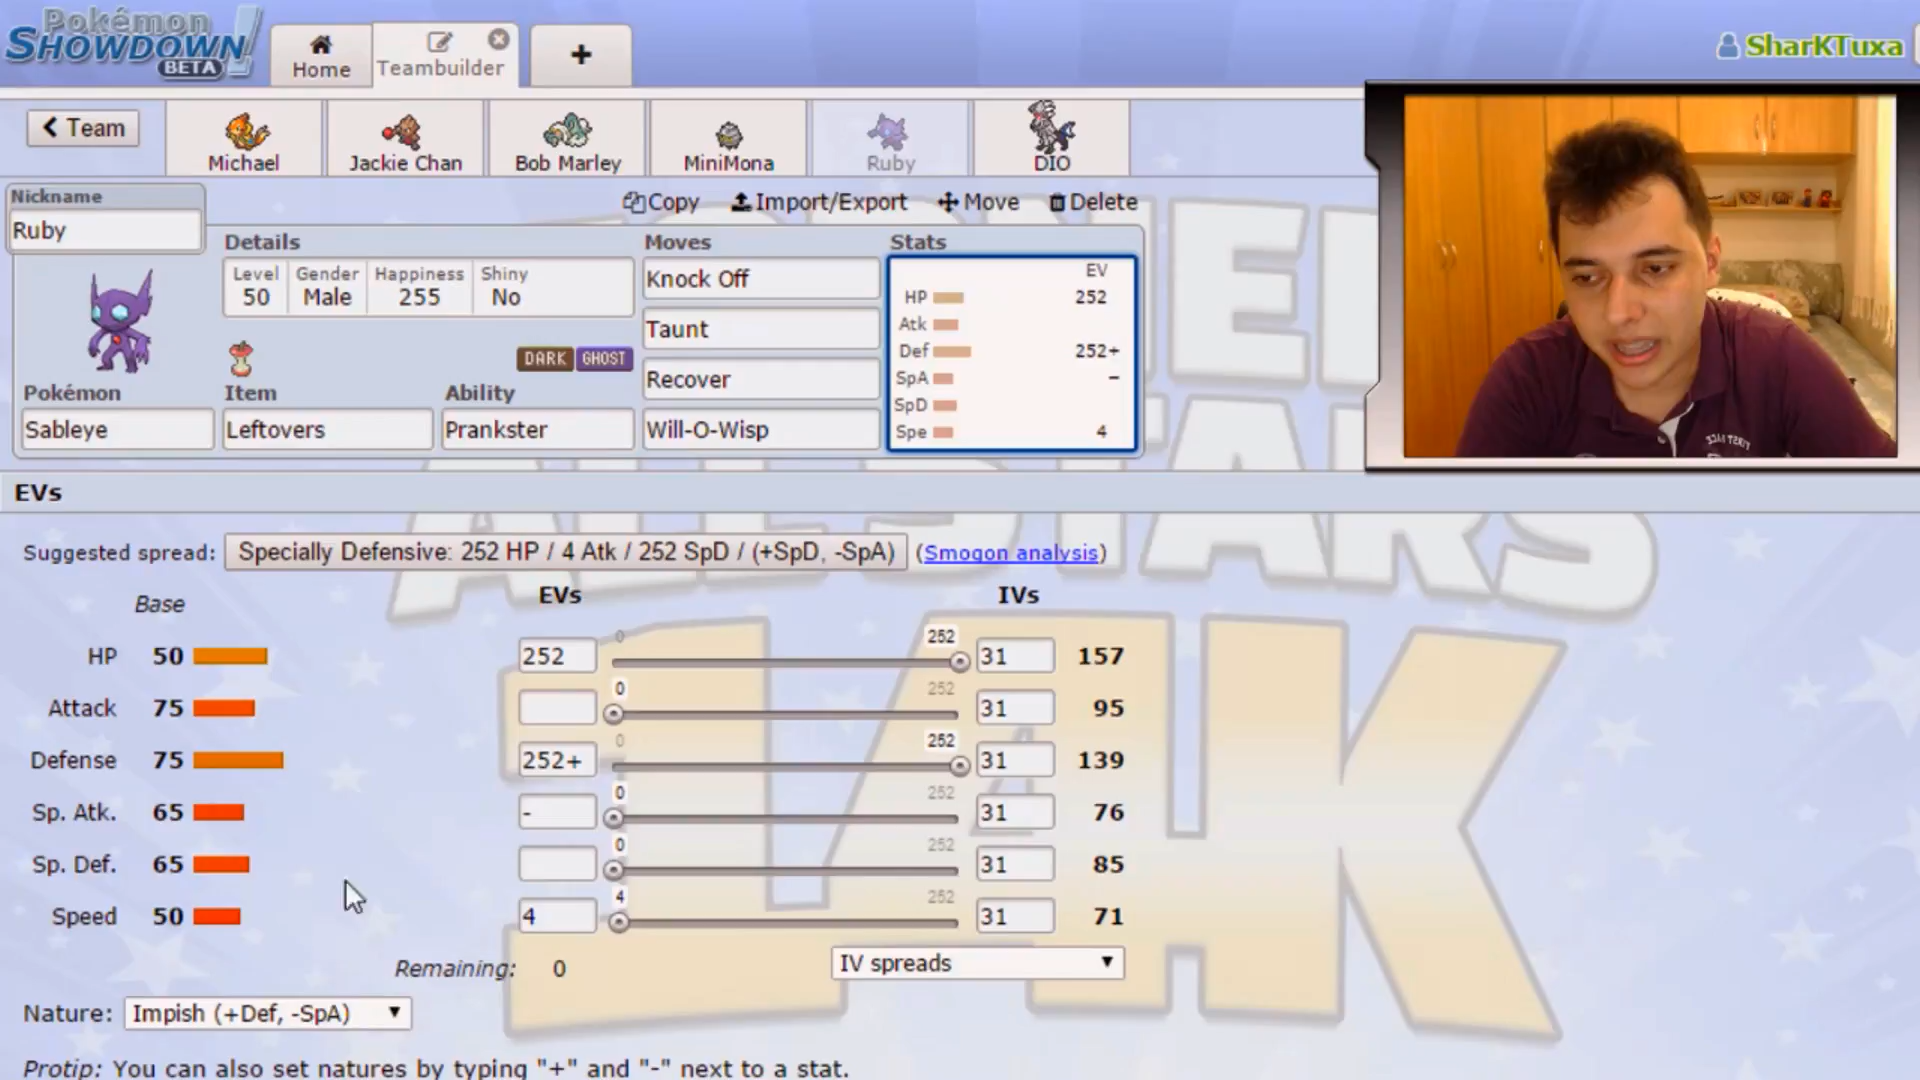 Pokémon
SHOWDOWN!
BETA
Home
Teambuilder
+
SharKTuxa
Team
Michael
Jackie Chan
Bob Marley
MiniMona
Ruby
DIO
Nickname
Ruby
Copy Import/Export Move Delete
Details
Moves
Stats
Level
50
Gender
Male
Happiness
255
Shiny
No
DARK GHOST
Pokémon
Sableye
Item
Leftovers
Ability
Prankster
Knock Off
Taunt
Recover
Will-O-Wisp
EV
HP 252
Atk
Def 252+
SpA −
SpD
Spe 4
EVs
Suggested spread: Specially Defensive: 252 HP / 4 Atk / 252 SpD / (+SpD, -SpA) (Smogon analysis)
Base EVs IVs
HP 50 252 0 252 31 157
Attack 75 0 252 31 95
Defense 75 252+ 0 252 31 139
Sp. Atk. 65 - 0 252 31 76
Sp. Def. 65 0 252 31 85
Speed 50 4 4 252 31 71
Remaining: 0 IV spreads
Nature: Impish (+Def, -SpA)
Protip: You can also set natures by typing "+" and "-" next to a stat.